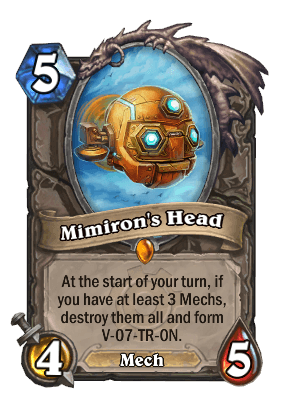 5
Mimiron's Head
At the start of your turn, if
you have at least 3 Mechs,
destroy them all and form
V-07-TR-0N.
4
Mech
5